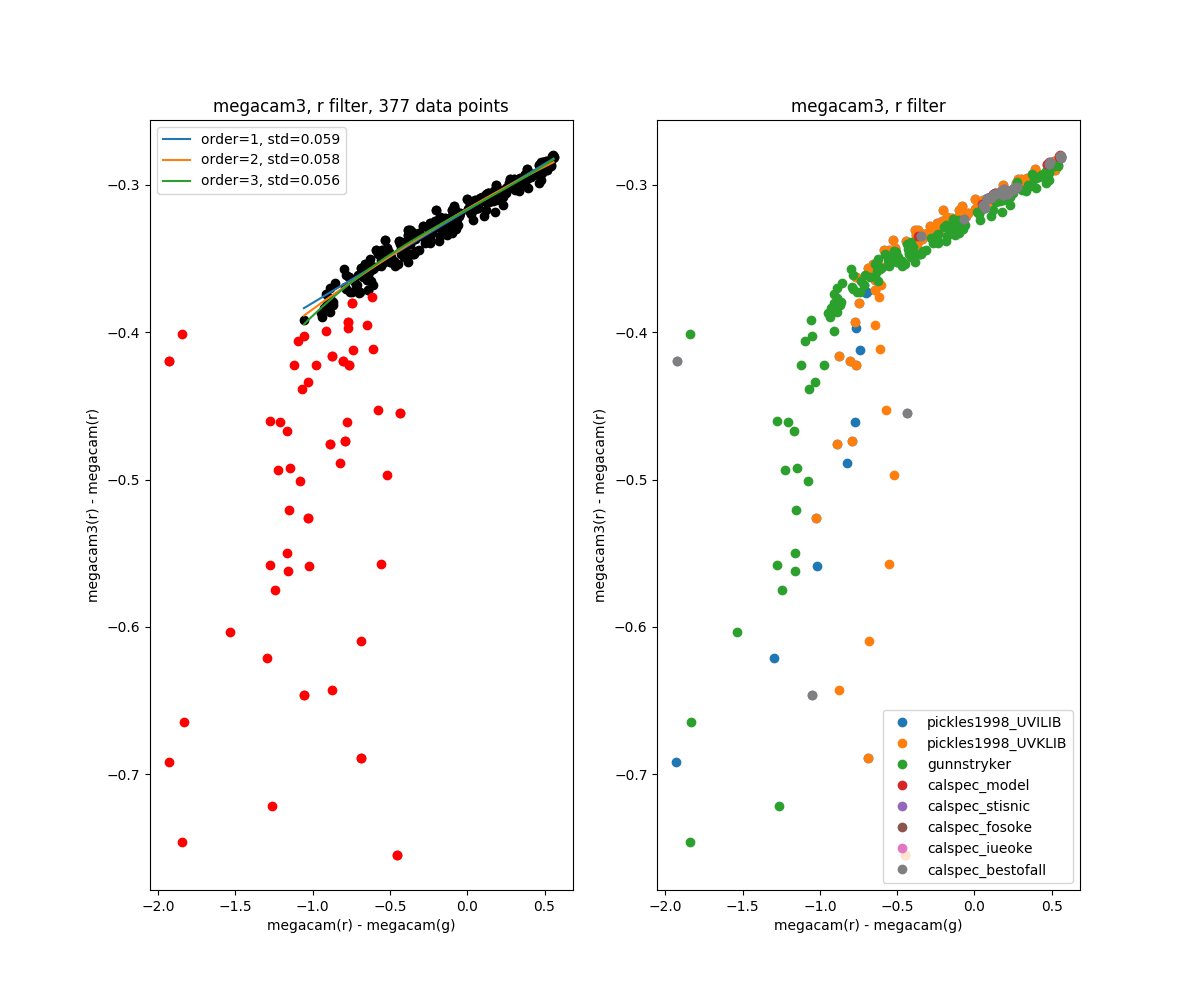 megacam3, r filter, 377 data points
order=1, std=0.059
order=2, std=0.058
order=3, std=0.056
−0.3
−0.4
−0.5
−0.6
−0.7
megacam3(r) - megacam(r)
−2.0 −1.5 −1.0 −0.5 0.0 0.5
megacam(r) - megacam(g)
megacam3, r filter
−0.3
−0.4
−0.5
−0.6
−0.7
megacam3(r) - megacam(r)
pickles1998_UVILIB
pickles1998_UVKLIB
gunnstryker
calspec_model
calspec_stisnic
calspec_fosoke
calspec_iueoke
calspec_bestofall
−2.0 −1.5 −1.0 −0.5 0.0 0.5
megacam(r) - megacam(g)